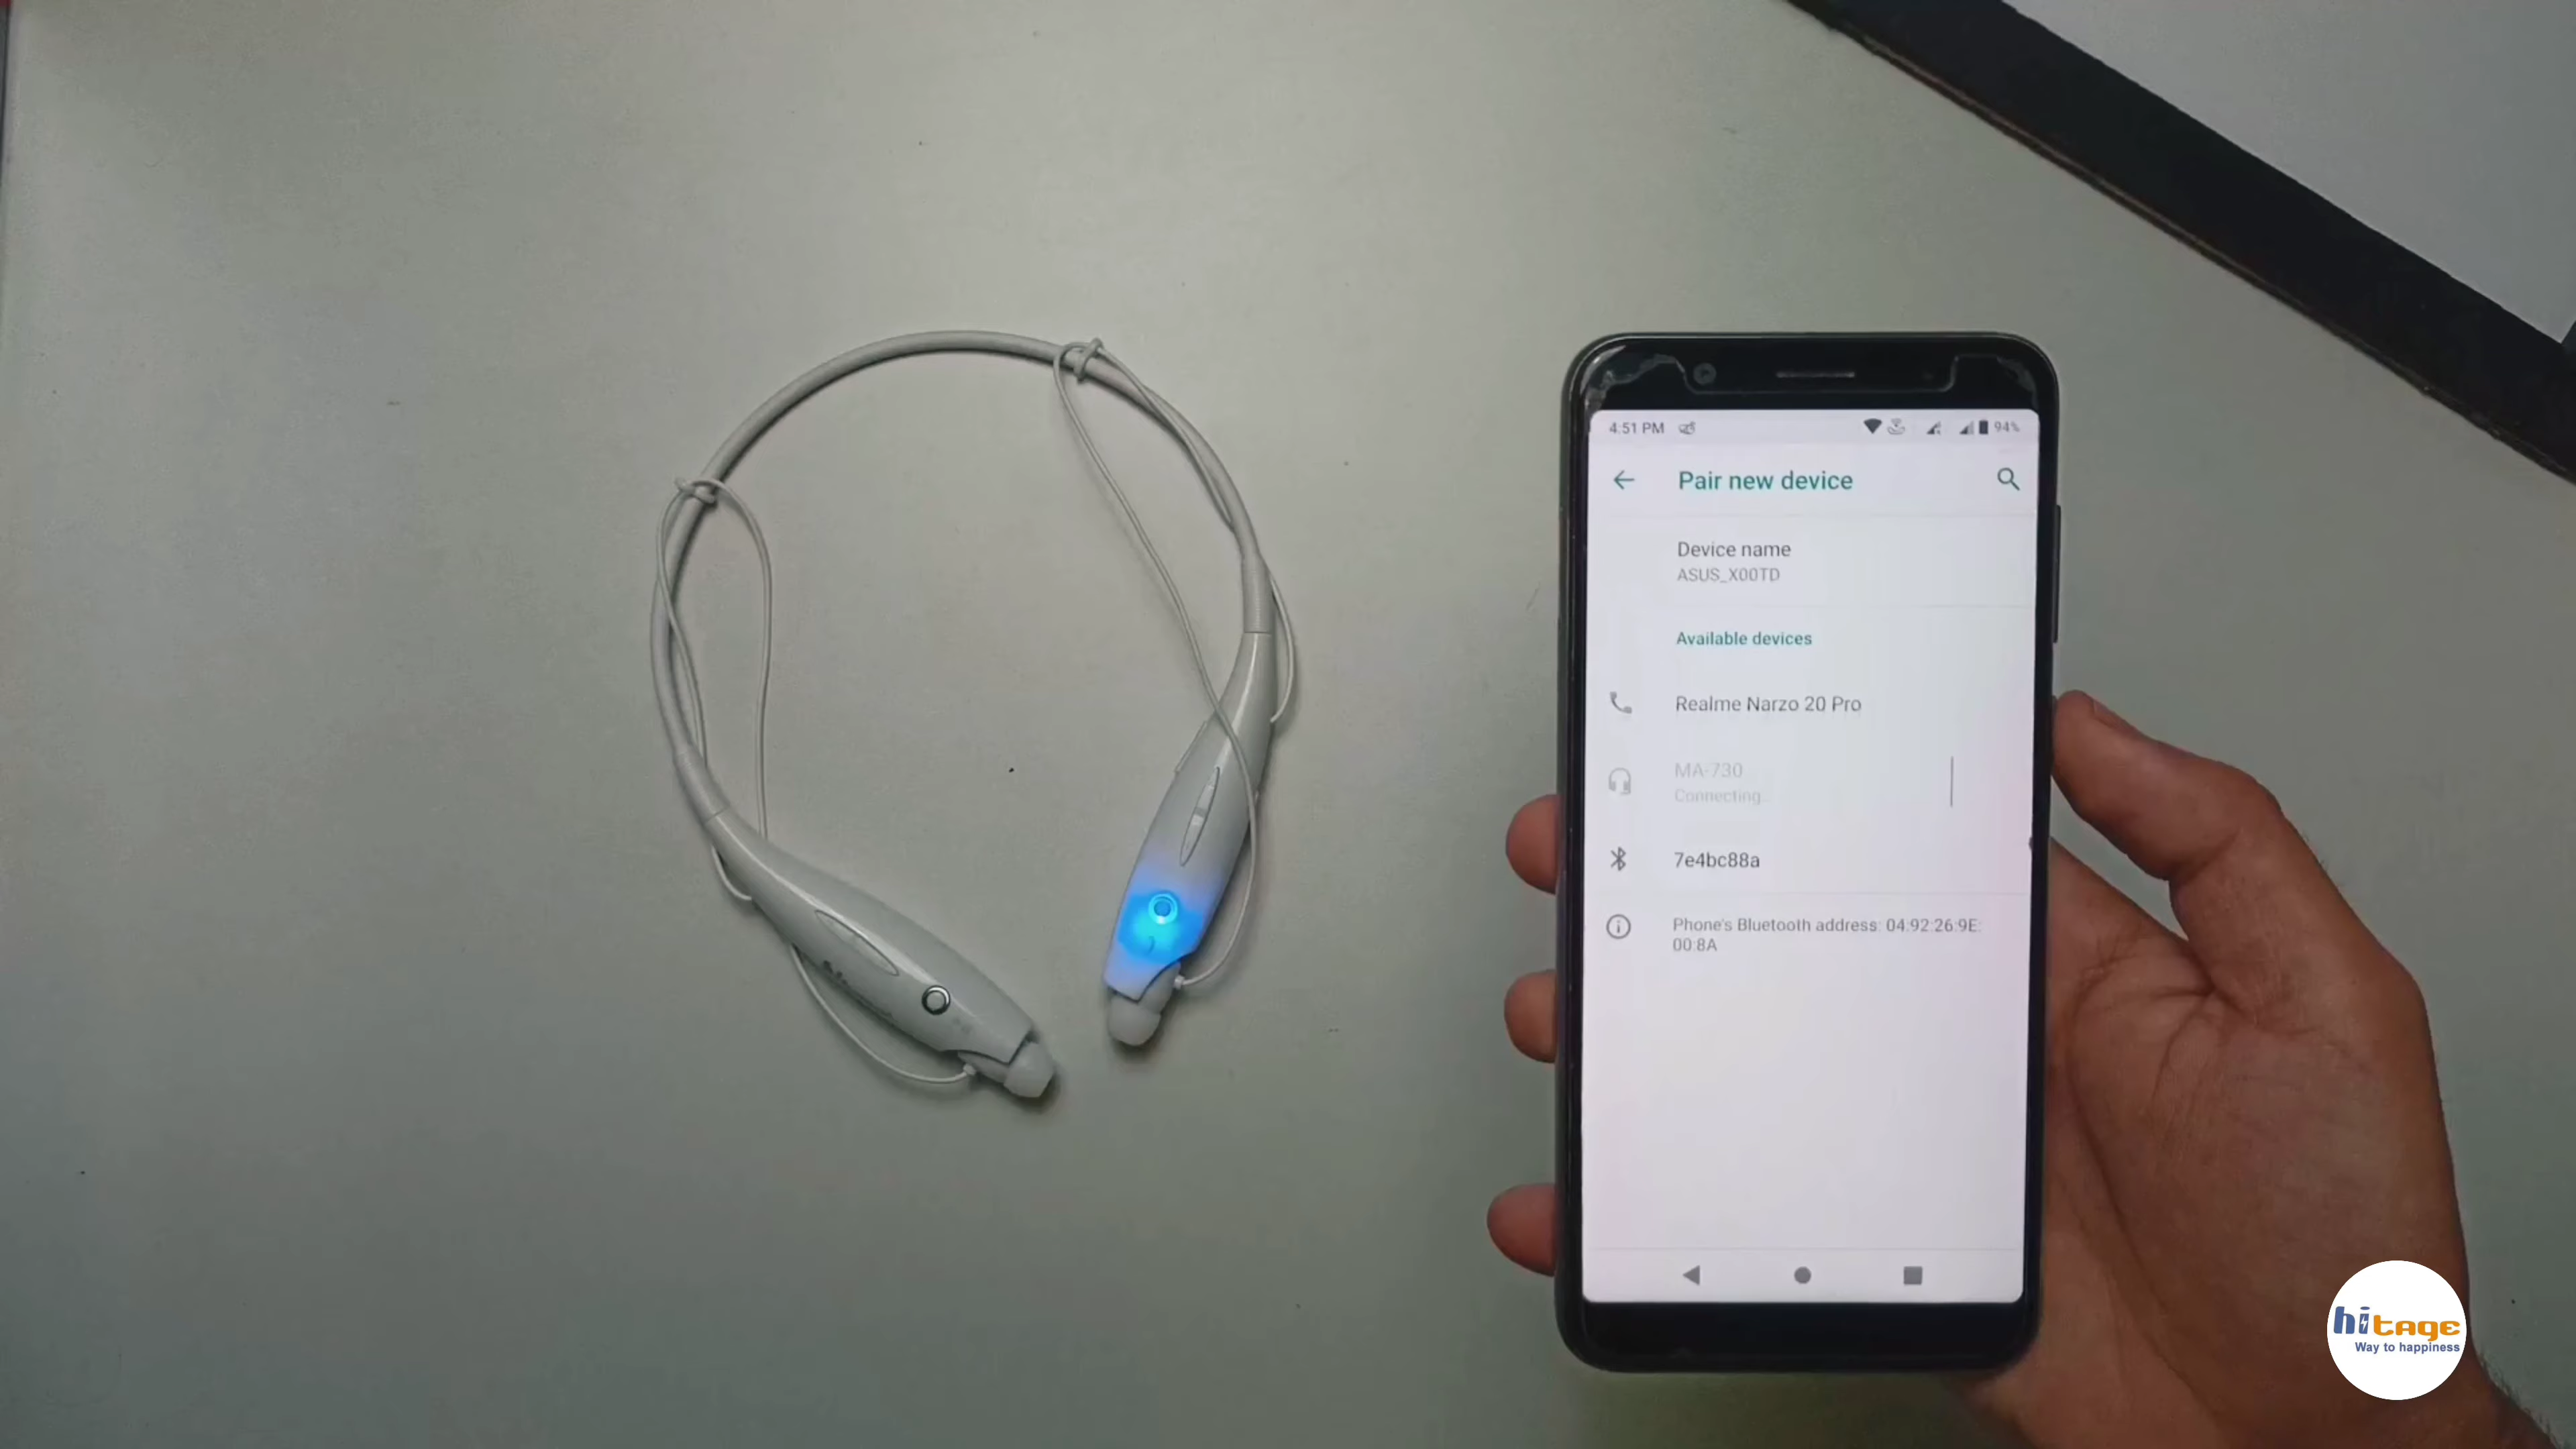 4:51 PM
94%
Pair new device
Device name
ASUS_X00TD
Available devices
Realme Narzo 20 Pro
MA-730
Connecting...
7e4bc88a
Phone's Bluetooth address: 04:92:26:9E:
00:8A
hitage
Way to happiness